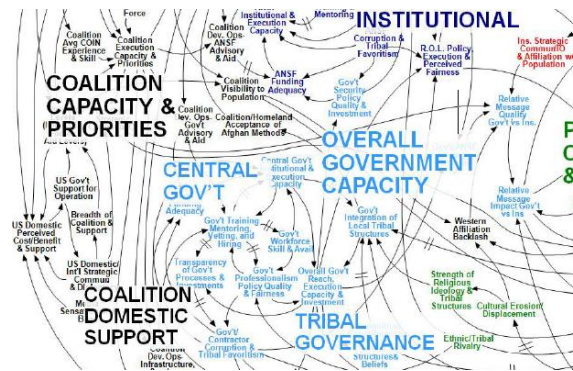 Force
Institutional &
Execution
Capacity
Mentoring
INSTITUTIONAL
Coalition
Avg COIN
Experience
& Skill
Coalition
Execution
Capacity &
Priorities
Coalition
Dev. Ops-
ANSF
Advisory
& Aid
Corruption
& Tribal
Favoritism
R.O.L. Policy,
Execution &
Perceived
Fairness
Ins. Strategic
Affiliation
Population
COALITION
CAPACITY &
PRIORITIES
Coalition
Visibility to
Population
ANSF
Funding
Adequacy
Gov't
Security
Policy
Quality &
Investment
Relative
Message
Quality
Gov't vs Ins.
Coalition
Dev. Ops-
Gov't
Advisory
& Aid
Coalition/Homeland
Acceptance of
Afghan Methods
OVERALL
GOVERNMENT
CAPACITY
CENTRAL
GOV'T
Central Gov't
Institutional &
Execution
Capacity
US Gov't
Support for
Operation
Adequacy
Gov't Training
Mentoring,
Vetting, and
Hiring
Gov't
Integration of
Local Tribal
Structures
Relative
Message
Impact Gov't
vs Ins
US Domestic
Perceived
Cost/Benefit
& Support
Breadth of
Coalition &
Support
Gov't
Workforce
Skill & Avail
Western
Affiliation
Backlash
US Domestic/
Int'l Strategic
Commun
Transparency
of Gov't
Processes &
Investments
Gov't
Professionalism
Policy Quality
& Fairness
Overall Gov't
Reach,
Execution
Capacity &
Investment
Strength of
Religious
Ideology &
Tribal
Structures
Cultural Erosion/
Displacement
COALITION
DOMESTIC
SUPPORT
TRIBAL
GOVERNANCE
Gov't/
Contractor
Corruption &
Tribal Favoritism
Ethnic/Tribal
Rivalry
Structures&
Beliefs
Coalition
Dev. Ops-
Infrastructure,